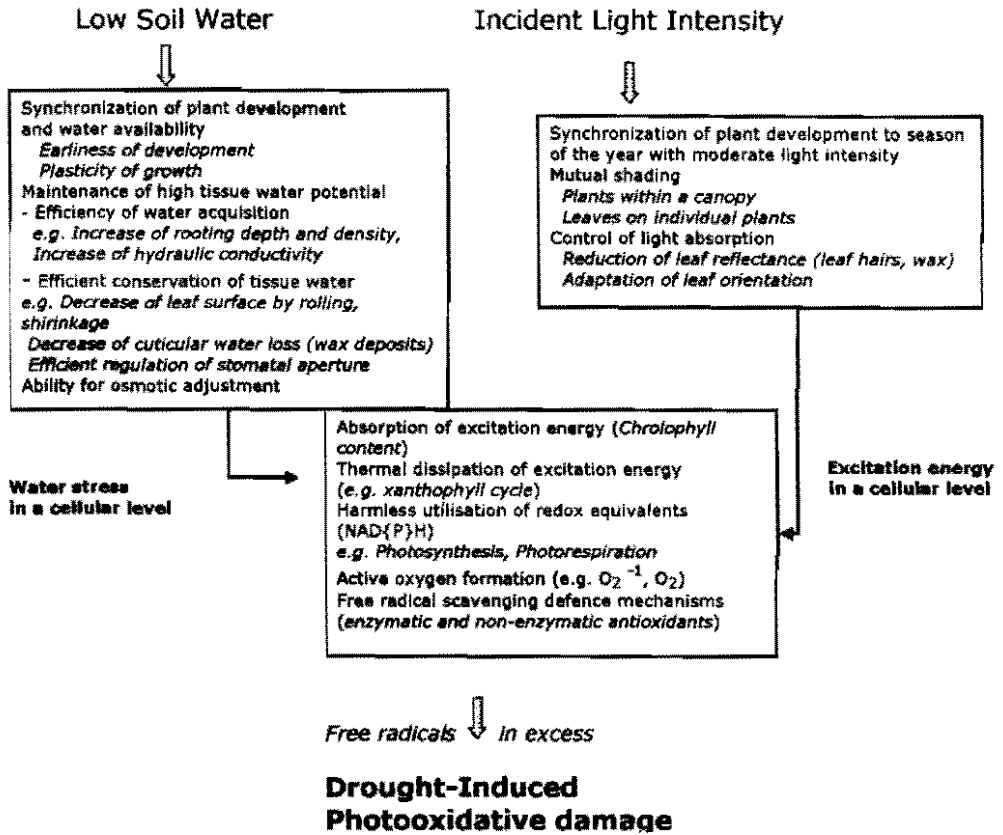 Low Soil Water
Incident Light Intensity
Synchronization of plant development
and water availability
Earliness of development
Plasticity of growth
Maintenance of high tissue water potential
- Efficiency of water acquisition
e.g. Increase of rooting depth and density,
Increase of hydraulic conductivity
- Efficient conservation of tissue water
e.g. Decrease of leaf surface by rolling,
shirinkage
Decrease of cuticular water loss (wax deposits)
Efficient regulation of stomatal aperture
Ability for osmotic adjustment
Synchronization of plant development to season
of the year with moderate light intensity
Mutual shading
Plants within a canopy
Leaves on individual plants
Control of light absorption
Reduction of leaf reflectance (leaf hairs, wax)
Adaptation of leaf orientation
Water stress
in a cellular level
Absorption of excitation energy (Chrolophyll
content)
Thermal dissipation of excitation energy
(e.g. xanthophyll cycle)
Harmless utilisation of redox equivalents
(NAD{P}H)
e.g. Photosynthesis, Photorespiration
Active oxygen formation (e.g. O₂⁻¹, O₂)
Free radical scavenging defence mechanisms
(enzymatic and non-enzymatic antioxidants)
Excitation energy
in a cellular level
Free radicals in excess
Drought-Induced
Photooxidative damage